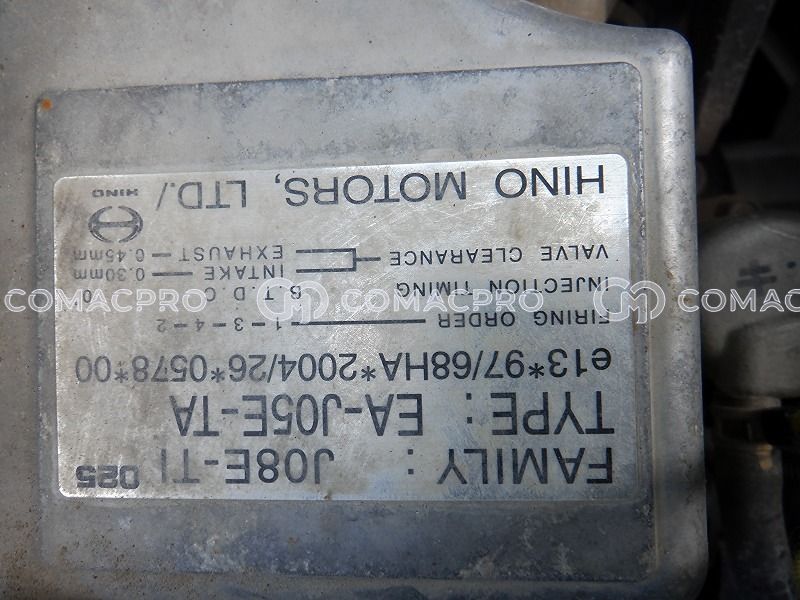 FAMILY : J08E-TI 025
TYPE : EA-J05E-TA
e13*97/68HA*2004/26*0578*00
FIRING ORDER 1-3-4-2
INJECTION TIMING B.T.D.C 0
VALVE CLEARANCE INTAKE 0.30mm
EXHAUST 0.45mm
HINO MOTORS, LTD./ HINO
COMACPRO COMACPRO COMACPRO